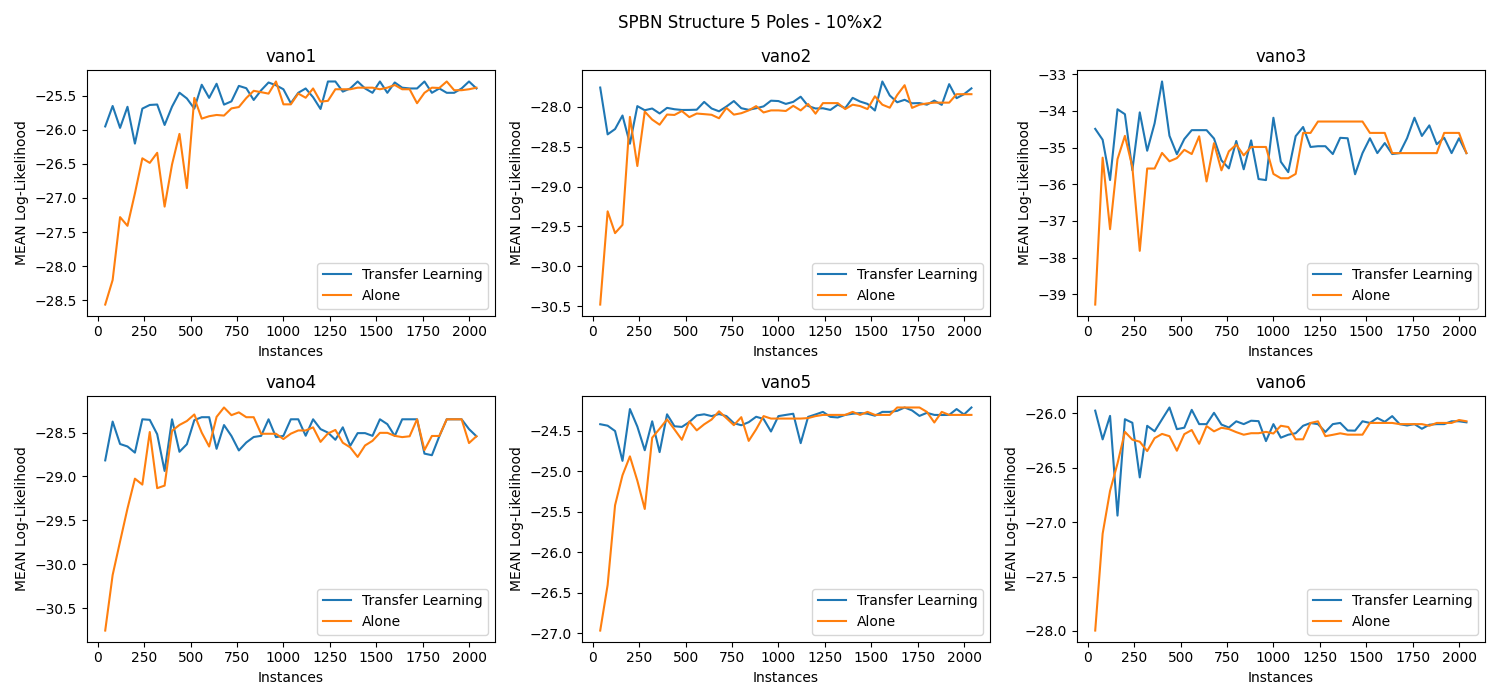 SPBN Structure 5 Poles - 10%x2
vano1
MEAN Log-Likelihood
−25.5
−26.0
−26.5
−27.0
−27.5
−28.0
−28.5
Transfer Learning
Alone
0 250 500 750 1000 1250 1500 1750 2000
Instances
vano2
MEAN Log-Likelihood
−28.0
−28.5
−29.0
−29.5
−30.0
−30.5
Transfer Learning
Alone
0 250 500 750 1000 1250 1500 1750 2000
Instances
vano3
MEAN Log-Likelihood
−33
−34
−35
−36
−37
−38
−39
Transfer Learning
Alone
0 250 500 750 1000 1250 1500 1750 2000
Instances
vano4
MEAN Log-Likelihood
−28.5
−29.0
−29.5
−30.0
−30.5
Transfer Learning
Alone
0 250 500 750 1000 1250 1500 1750 2000
Instances
vano5
MEAN Log-Likelihood
−24.5
−25.0
−25.5
−26.0
−26.5
−27.0
Transfer Learning
Alone
0 250 500 750 1000 1250 1500 1750 2000
Instances
vano6
MEAN Log-Likelihood
−26.0
−26.5
−27.0
−27.5
−28.0
Transfer Learning
Alone
0 250 500 750 1000 1250 1500 1750 2000
Instances